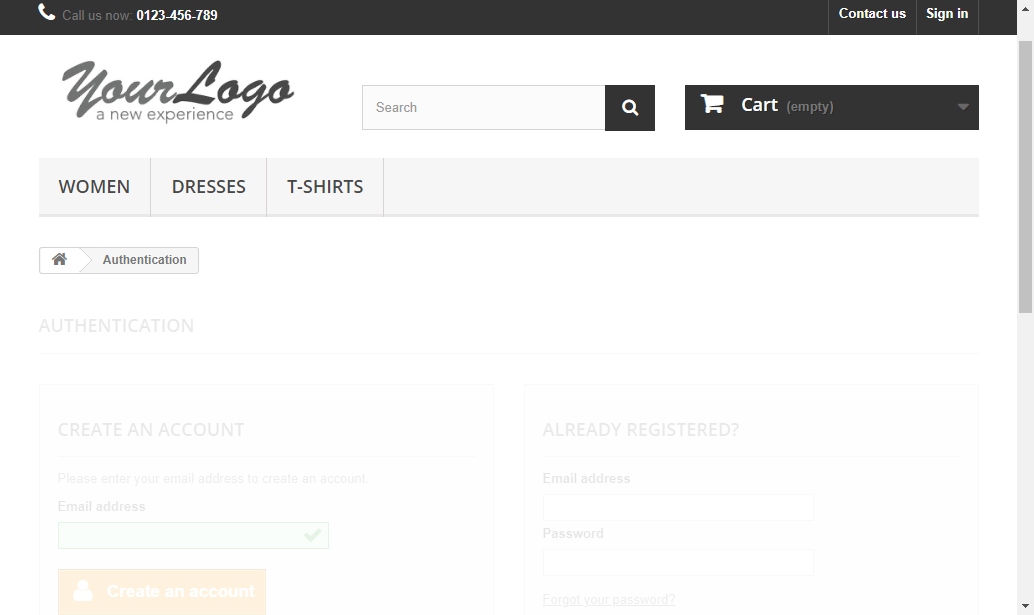 Call us now: 0123-456-789
Contact us
Sign in
YourLogo
a new experience
Search
Cart (empty)
WOMEN
DRESSES
T-SHIRTS
Authentication
AUTHENTICATION
CREATE AN ACCOUNT
Please enter your email address to create an account.
Email address
Create an account
ALREADY REGISTERED?
Email address
Password
Forgot your password?